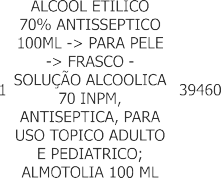 ALCOOL ETILICO
70% ANTISSEPTICO
100ML -> PARA PELE
-> FRASCO -
SOLUÇÃO ALCOOLICA
1 70 INPM, 39460
ANTISEPTICA, PARA
USO TOPICO ADULTO
E PEDIATRICO;
ALMOTOLIA 100 ML